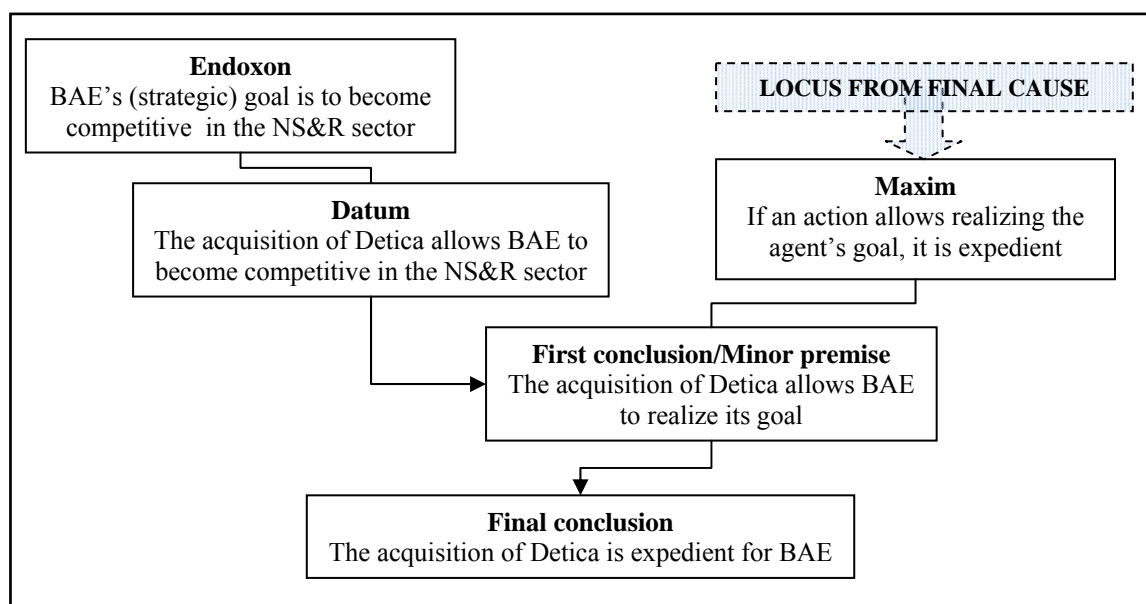 Endoxon
BAE's (strategic) goal is to become
competitive in the NS&R sector
LOCUS FROM FINAL CAUSE
Datum
The acquisition of Detica allows BAE to
become competitive in the NS&R sector
Maxim
If an action allows realizing the
agent's goal, it is expedient
First conclusion/Minor premise
The acquisition of Detica allows BAE
to realize its goal
Final conclusion
The acquisition of Detica is expedient for BAE